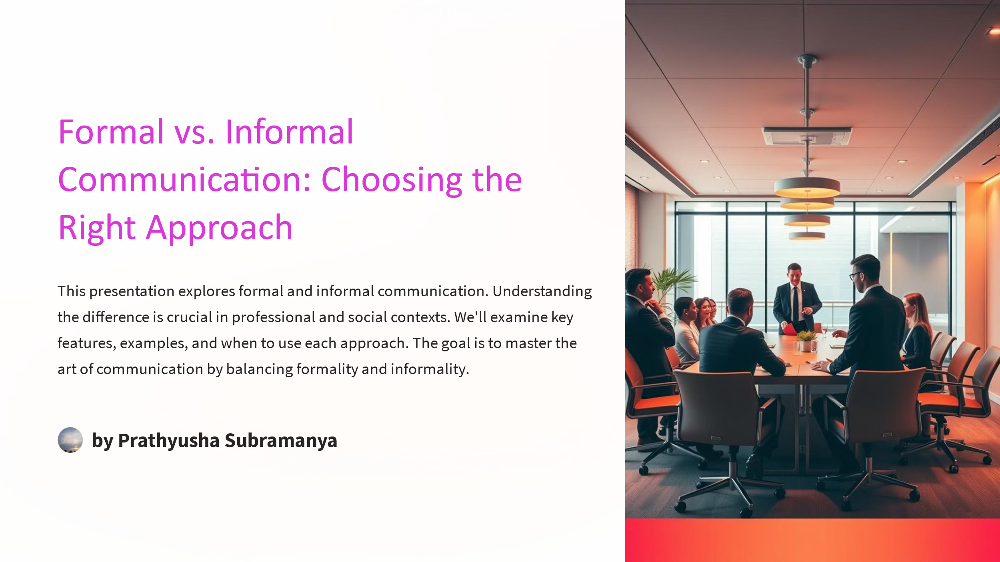 Formal vs. Informal
Communication: Choosing the
Right Approach
This presentation explores formal and informal communication. Understanding
the difference is crucial in professional and social contexts. We'll examine key
features, examples, and when to use each approach. The goal is to master the
art of communication by balancing formality and informality.
by Prathyusha Subramanya